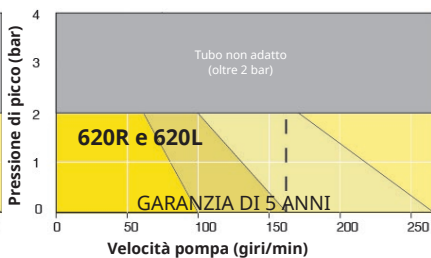 4
3
2
1
0
Pressione di picco (bar)
Tubo non adatto
(oltre 2 bar)
620R e 620L
GARANZIA DI 5 ANNI
0 50 100 150 200 250
Velocità pompa (giri/min)